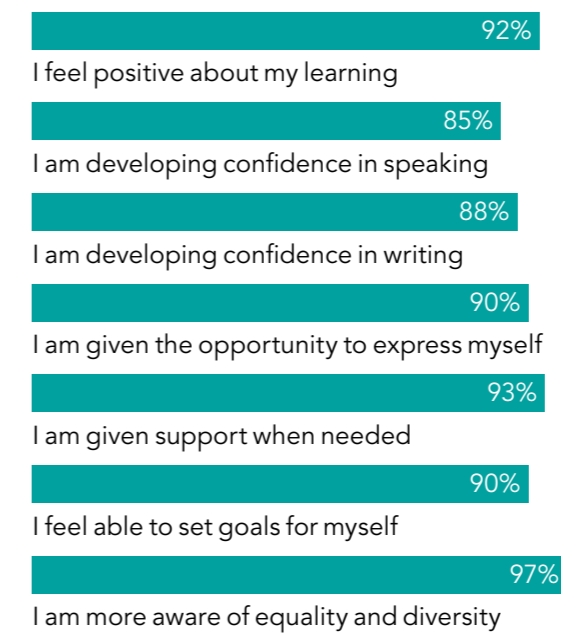 92%
I feel positive about my learning
85%
I am developing confidence in speaking
88%
I am developing confidence in writing
90%
I am given the opportunity to express myself
93%
I am given support when needed
90%
I feel able to set goals for myself
97%
I am more aware of equality and diversity